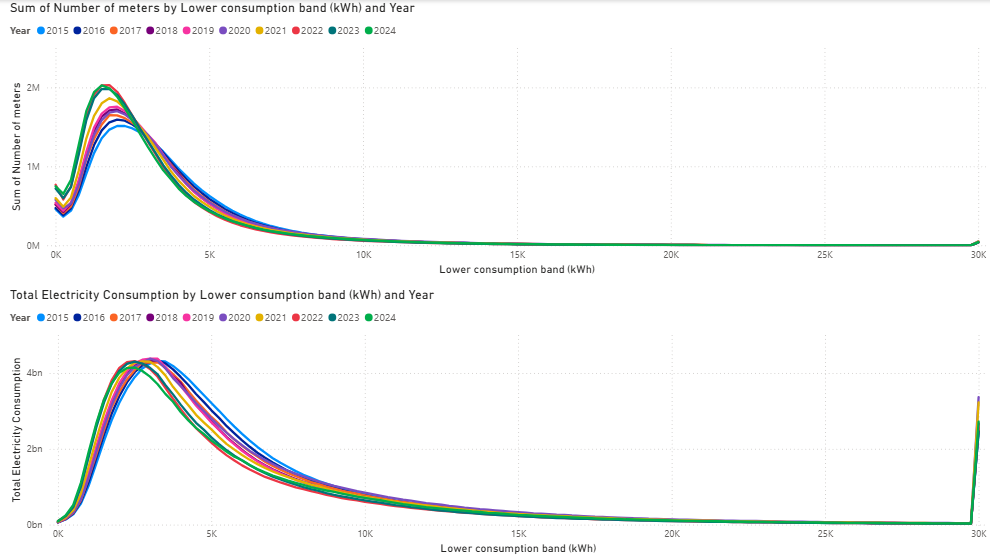 Sum of Number of meters by Lower consumption band (kWh) and Year
Year 2015 2016 2017 2018 2019 2020 2021 2022 2023 2024
2M
1M
0M
Sum of Number of meters
0K 5K 10K 15K 20K 25K 30K
Lower consumption band (kWh)
Total Electricity Consumption by Lower consumption band (kWh) and Year
Year 2015 2016 2017 2018 2019 2020 2021 2022 2023 2024
4bn
2bn
0bn
Total Electricity Consumption
0K 5K 10K 15K 20K 25K 30K
Lower consumption band (kWh)